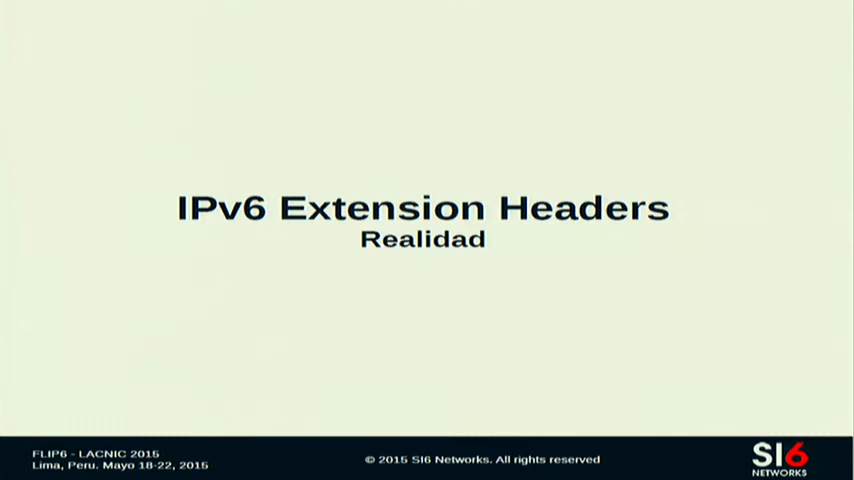 IPv6 Extension Headers
Realidad
FLIP6 - LACNIC 2015
Lima, Peru. Mayo 18-22, 2015
© 2015 SI6 Networks. All rights reserved
SI6
NETWORKS